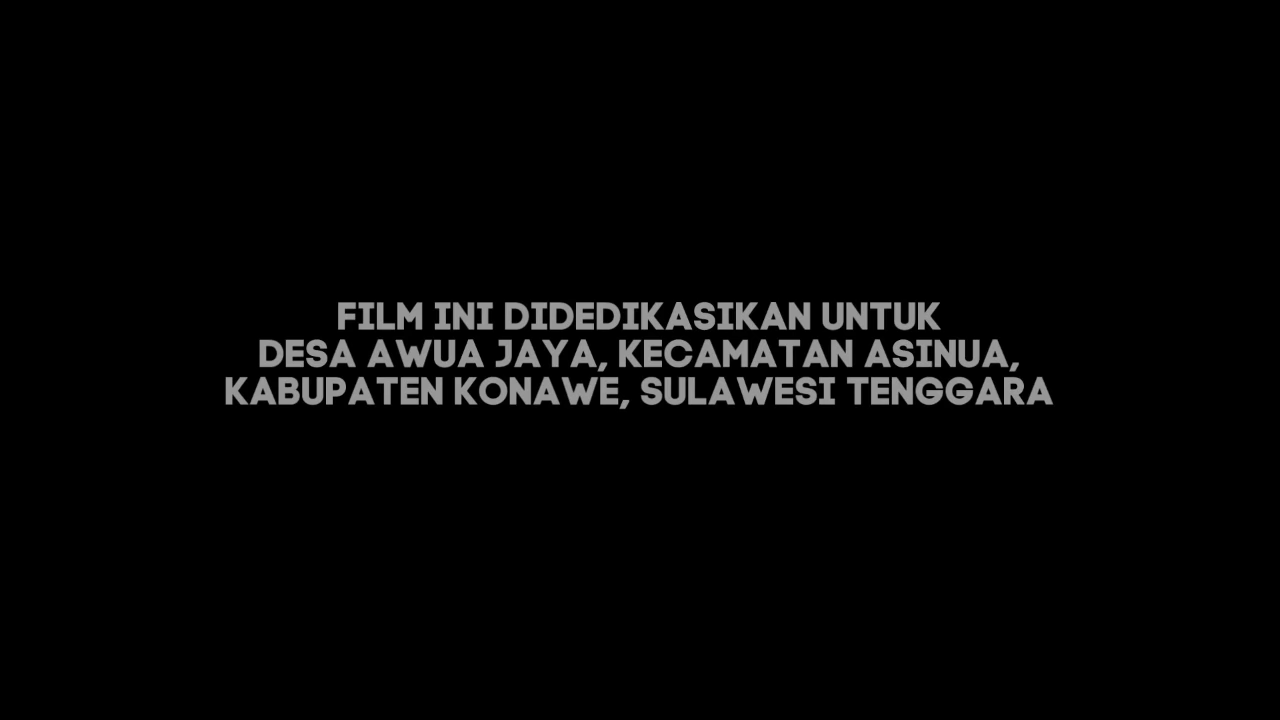 FILM INI DIDEDIKASIKAN UNTUK
DESA AWUA JAYA, KECAMATAN ASINUA,
KABUPATEN KONAWE, SULAWESI TENGGARA